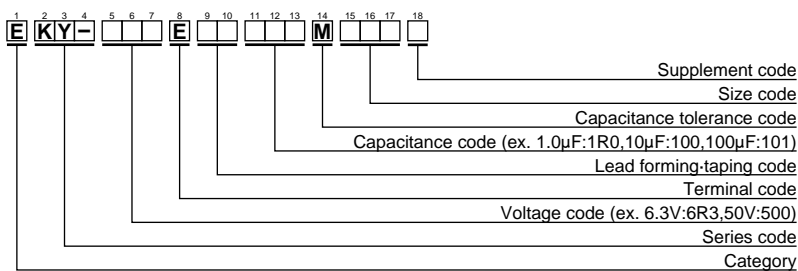 1 2 3 4 5 6 7 8 9 10 11 12 13 14 15 16 17 18
E K Y – E M
Supplement code
Size code
Capacitance tolerance code
Capacitance code (ex. 1.0µF:1R0,10µF:100,100µF:101)
Lead forming·taping code
Terminal code
Voltage code (ex. 6.3V:6R3,50V:500)
Series code
Category